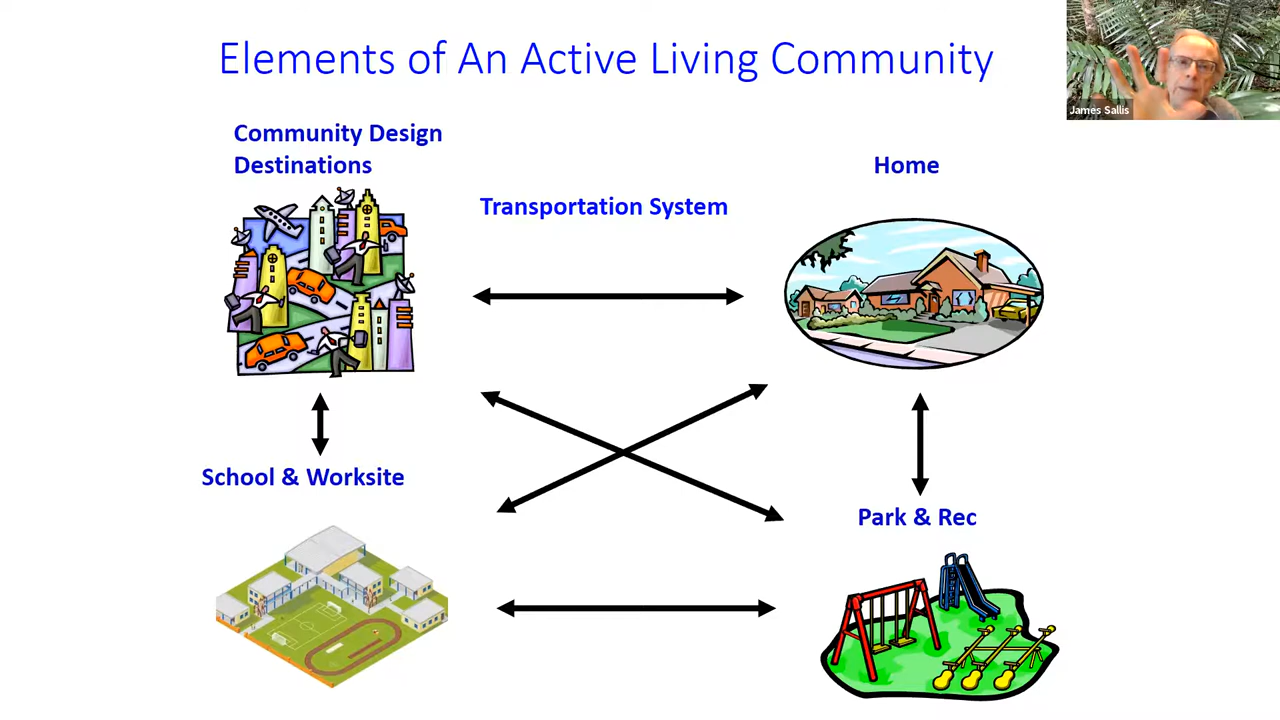 Elements of An Active Living Community
James Sallis
Community Design
Destinations
Home
Transportation System
School & Worksite
Park & Rec